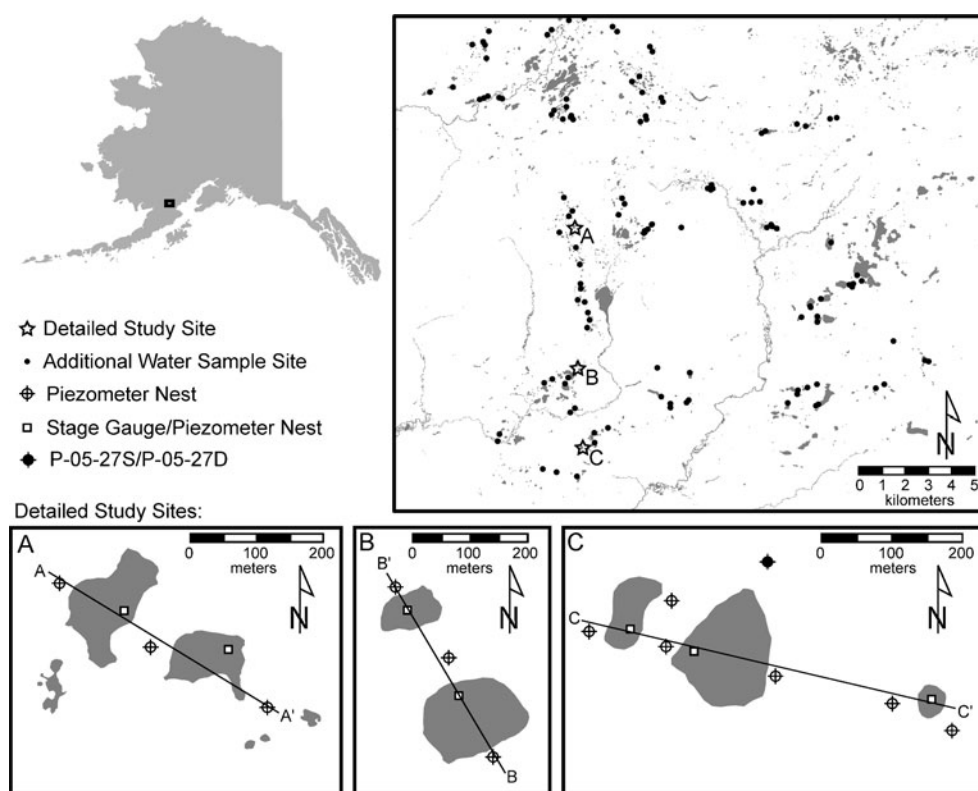 A
B
C
N
0 1 2 3 4 5
kilometers
Detailed Study Site
Additional Water Sample Site
Piezometer Nest
Stage Gauge/Piezometer Nest
P-05-27S/P-05-27D
Detailed Study Sites:
A
0 100 200
meters
N
A
A'
B
0 100 200
meters
N
B'
B
C
0 100 200
meters
N
C
C'